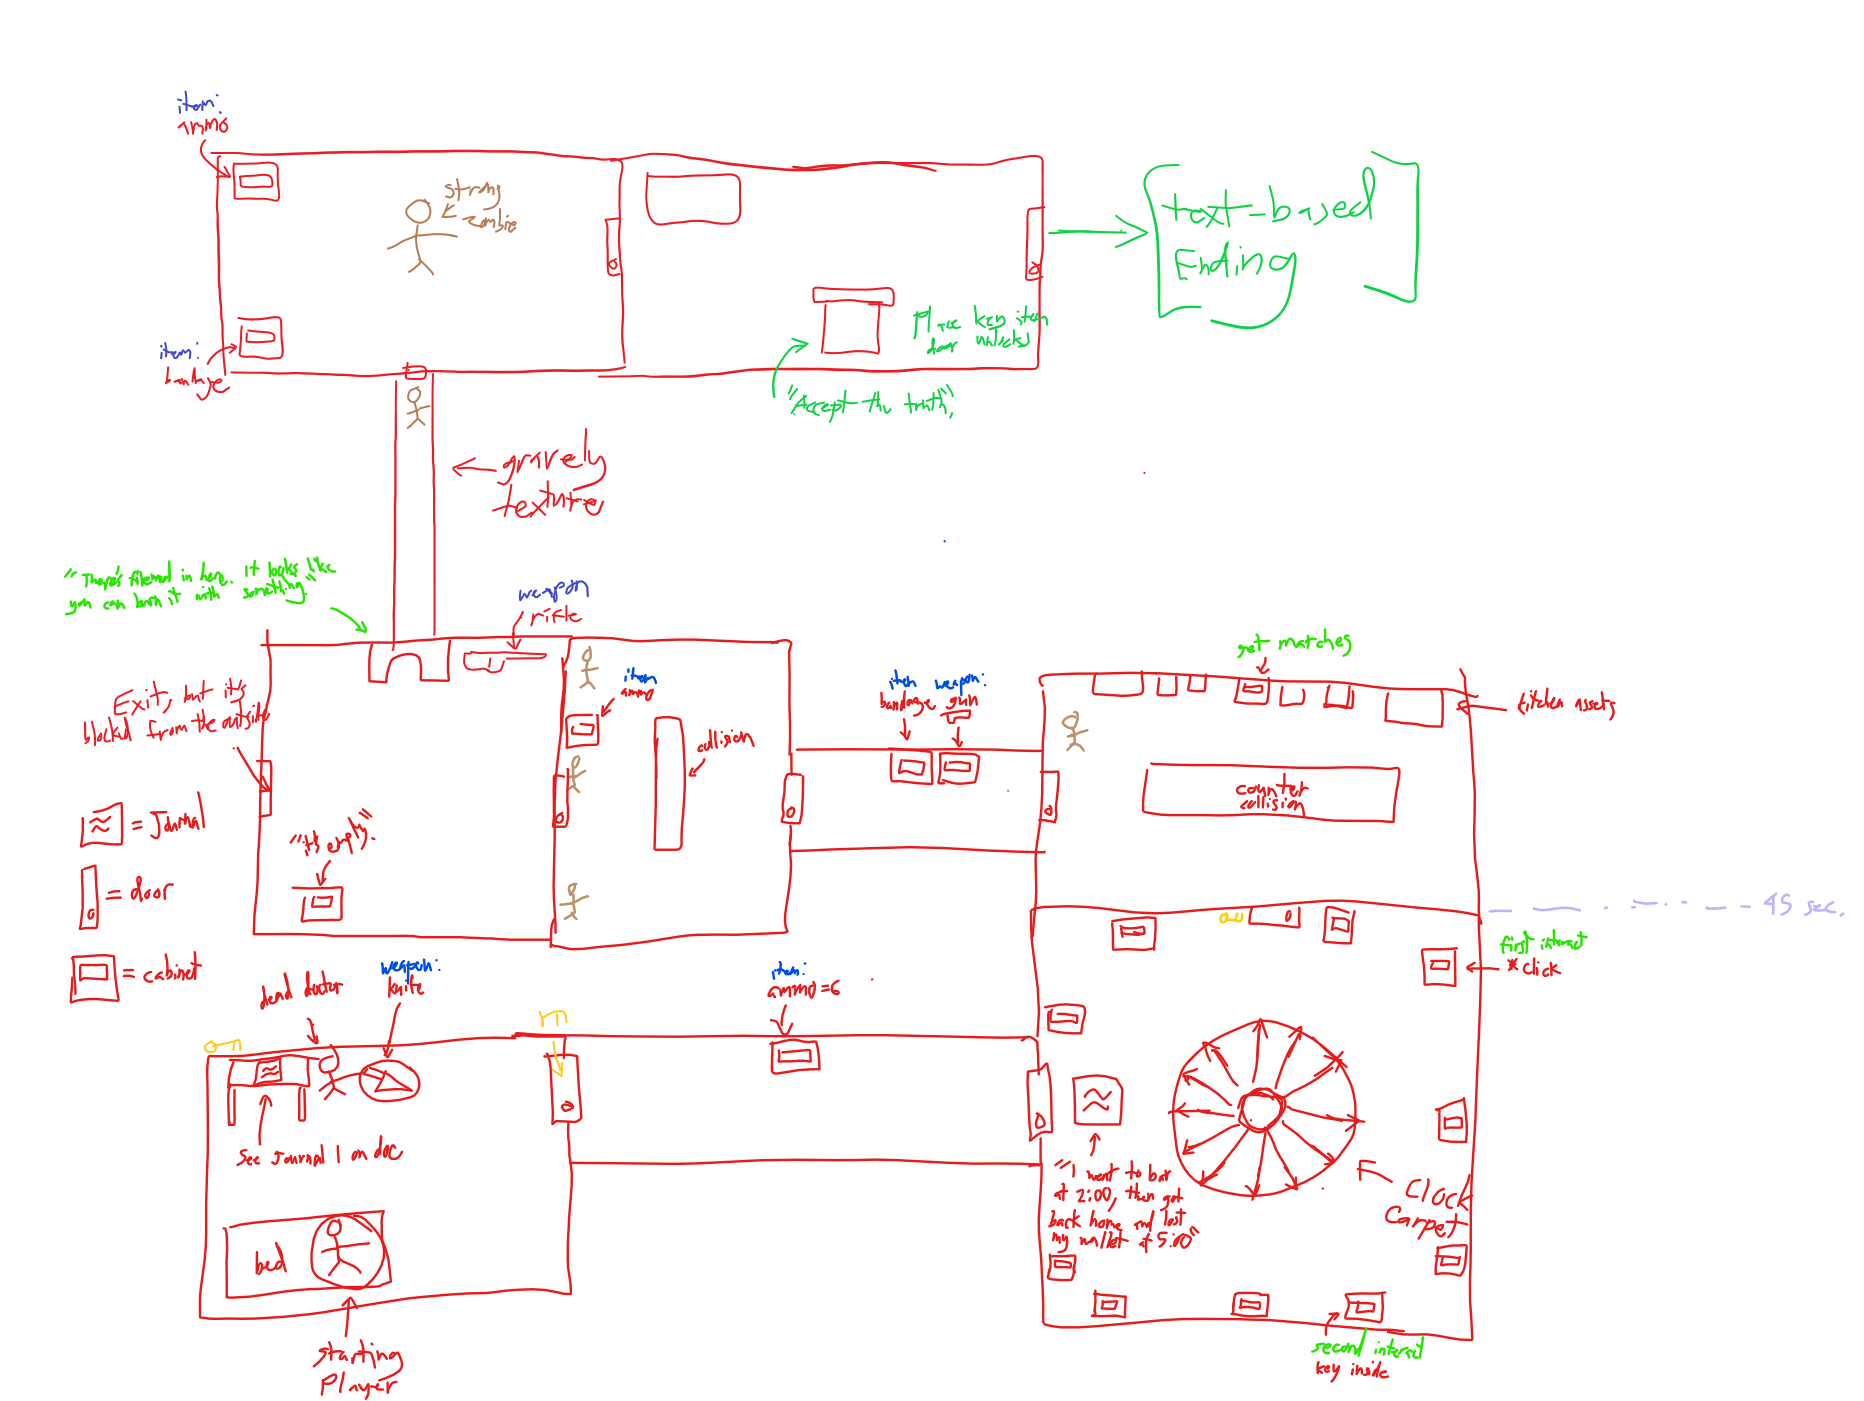 item:
ammo
strong
zombie
item:
bandage
Place key item
door unlocks
"Accept the truth"
text-based
Ending
gravely
texture
"There's firewood in here. It looks like
you can burn it with something"
weapon
rifle
Exit, but its
blocked from the outside
item
ammo
collision
"it's empty."
= Journal
= door
= cabinet
item weapon:
bandage gun
get matches
kitchen assets
counter
collision
45 sec.
first interact
*click
dead doctor
weapon:
knife
item:
ammo = 6
see Journal 1 on doc
bed
starting
Player
"I went to bar
at 2:00, then got
back home and lost
my wallet at 5:00"
Clock
Carpet
second interact
key inside